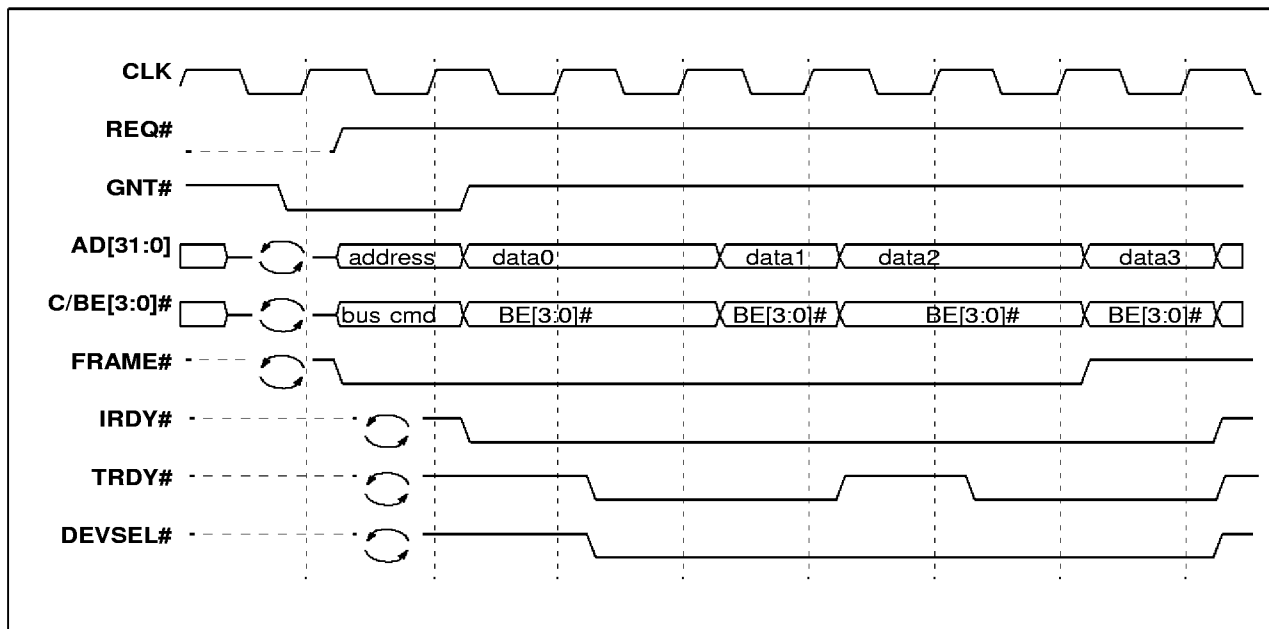 CLK
REQ#
GNT#
AD[31:0] address data0 data1 data2 data3
C/BE[3:0]# bus cmd BE[3:0]# BE[3:0]# BE[3:0]# BE[3:0]#
FRAME#
IRDY#
TRDY#
DEVSEL#